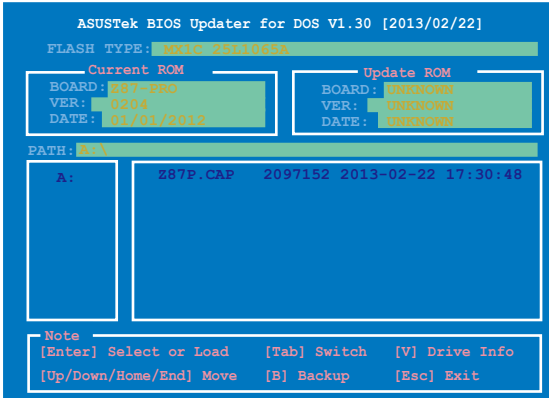 ASUSTek BIOS Updater for DOS V1.30 [2013/02/22]
FLASH TYPE: MXIC 25L1065A
Current ROM
BOARD: Z87-PRO
VER: 0204
DATE: 01/01/2012
Update ROM
BOARD: UNKNOWN
VER: UNKNOWN
DATE: UNKNOWN
PATH: A:\
A:
Z87P.CAP 2097152 2013-02-22 17:30:48
Note
[Enter] Select or Load [Tab] Switch [V] Drive Info
[Up/Down/Home/End] Move [B] Backup [Esc] Exit